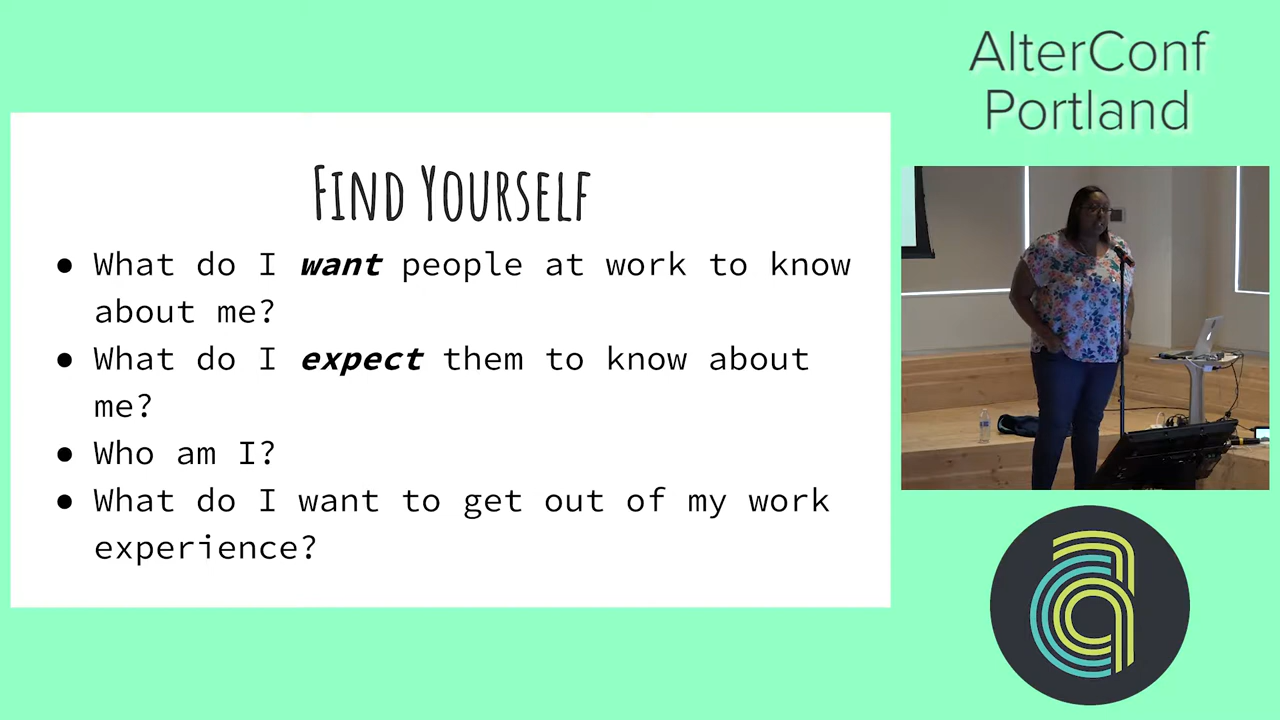 AlterConf
Portland
Find Yourself
● What do I want people at work to know
about me?
● What do I expect them to know about
me?
● Who am I?
● What do I want to get out of my work
experience?